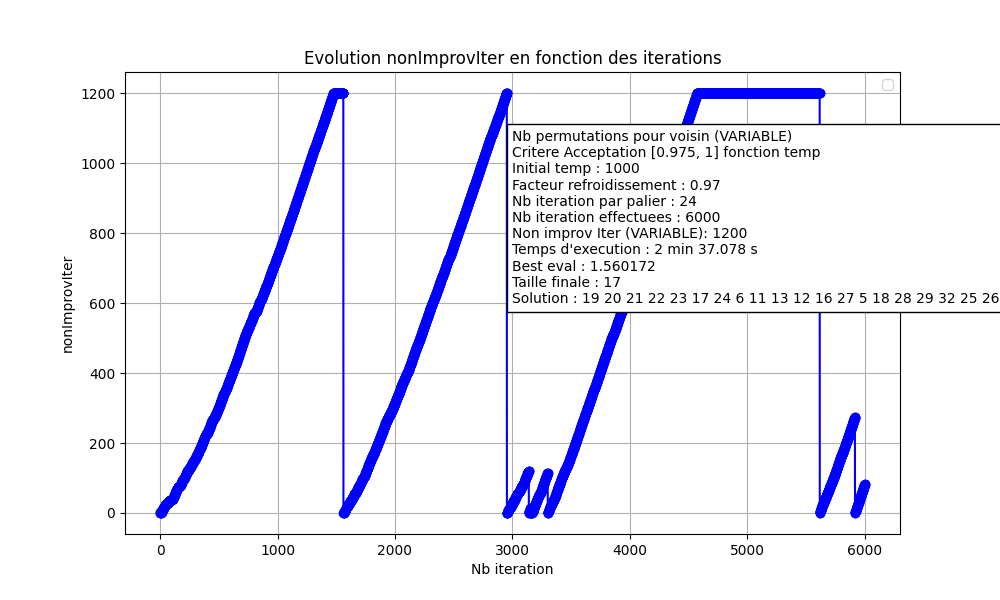 Evolution nonImprovIter en fonction des iterations
1200
1000
800
600
400
200
0
nonImprovIter
Nb permutations pour voisin (VARIABLE)
Critere Acceptation [0.975, 1] fonction temp
Initial temp : 1000
Facteur refroidissement : 0.97
Nb iteration par palier : 24
Nb iteration effectuees : 6000
Non improv Iter (VARIABLE): 1200
Temps d'execution : 2 min 37.078 s
Best eval : 1.560172
Taille finale : 17
Solution : 19 20 21 22 23 17 24 6 11 13 12 16 27 5 18 28 29 32 25 26
0 1000 2000 3000 4000 5000 6000
Nb iteration